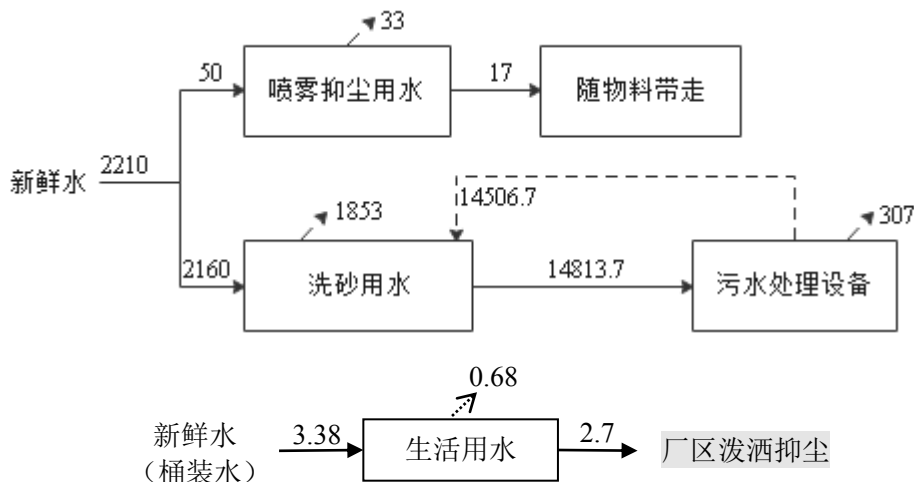 33
50
喷雾抑尘用水
17
随物料带走
新鲜水
2210
14506.7
1853
307
2160
洗砂用水
14813.7
污水处理设备
0.68
新鲜水
（桶装水）
3.38
生活用水
2.7
厂区泼洒抑尘